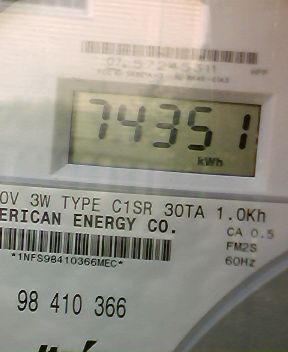 74351
kWh
0V 3W TYPE C1SR 30TA 1.0Kh
ERICAN ENERGY CO.
CA 0.5
FM2S
60Hz
*1NFS98410366MEC*
98 410 366